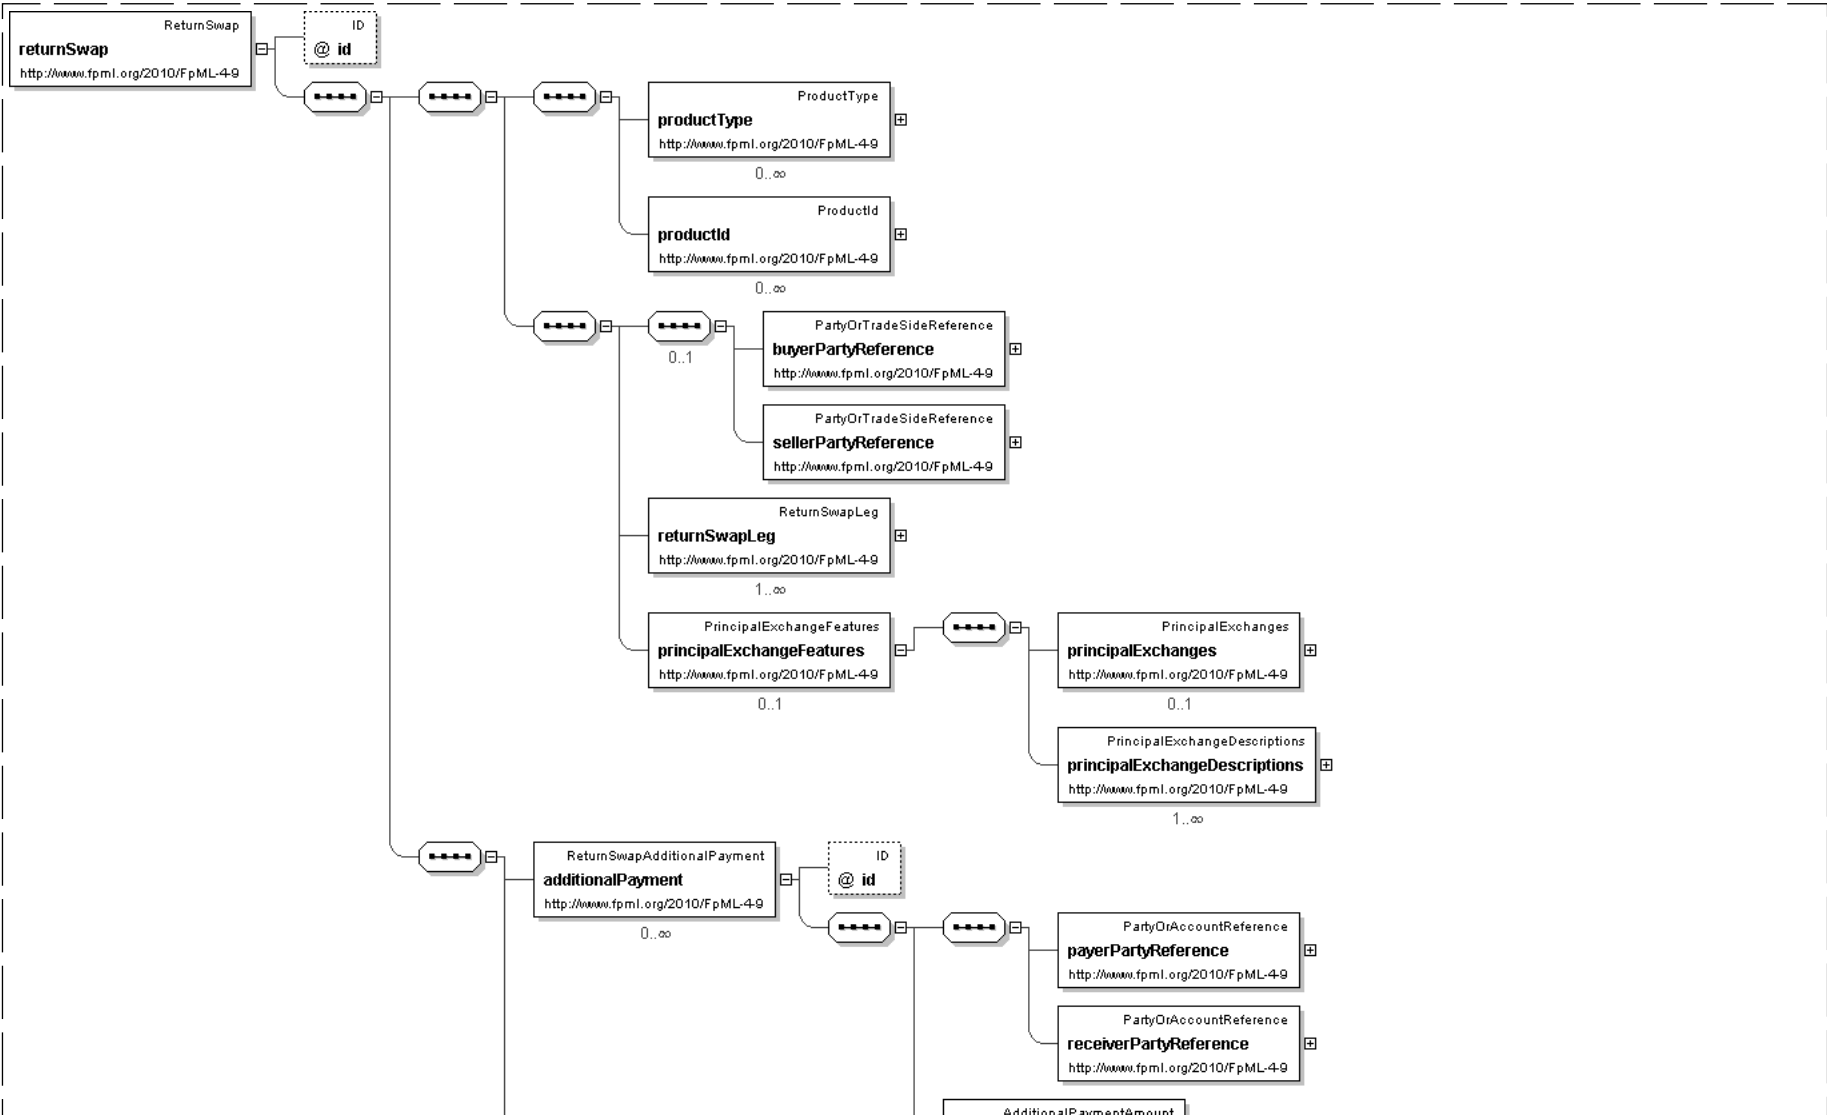 ReturnSwap
returnSwap
http://www.fpml.org/2010/FpML-4-9
ID
@ id
ProductType
productType
http://www.fpml.org/2010/FpML-4-9
0..∞
ProductId
productId
http://www.fpml.org/2010/FpML-4-9
0..∞
PartyOrTradeSideReference
buyerPartyReference
http://www.fpml.org/2010/FpML-4-9
0..1
PartyOrTradeSideReference
sellerPartyReference
http://www.fpml.org/2010/FpML-4-9
ReturnSwapLeg
returnSwapLeg
http://www.fpml.org/2010/FpML-4-9
1..∞
PrincipalExchangeFeatures
principalExchangeFeatures
http://www.fpml.org/2010/FpML-4-9
0..1
PrincipalExchanges
principalExchanges
http://www.fpml.org/2010/FpML-4-9
0..1
PrincipalExchangeDescriptions
principalExchangeDescriptions
http://www.fpml.org/2010/FpML-4-9
1..∞
ReturnSwapAdditionalPayment
additionalPayment
http://www.fpml.org/2010/FpML-4-9
0..∞
ID
@ id
PartyOrAccountReference
payerPartyReference
http://www.fpml.org/2010/FpML-4-9
PartyOrAccountReference
receiverPartyReference
http://www.fpml.org/2010/FpML-4-9
AdditionalPaymentAmount